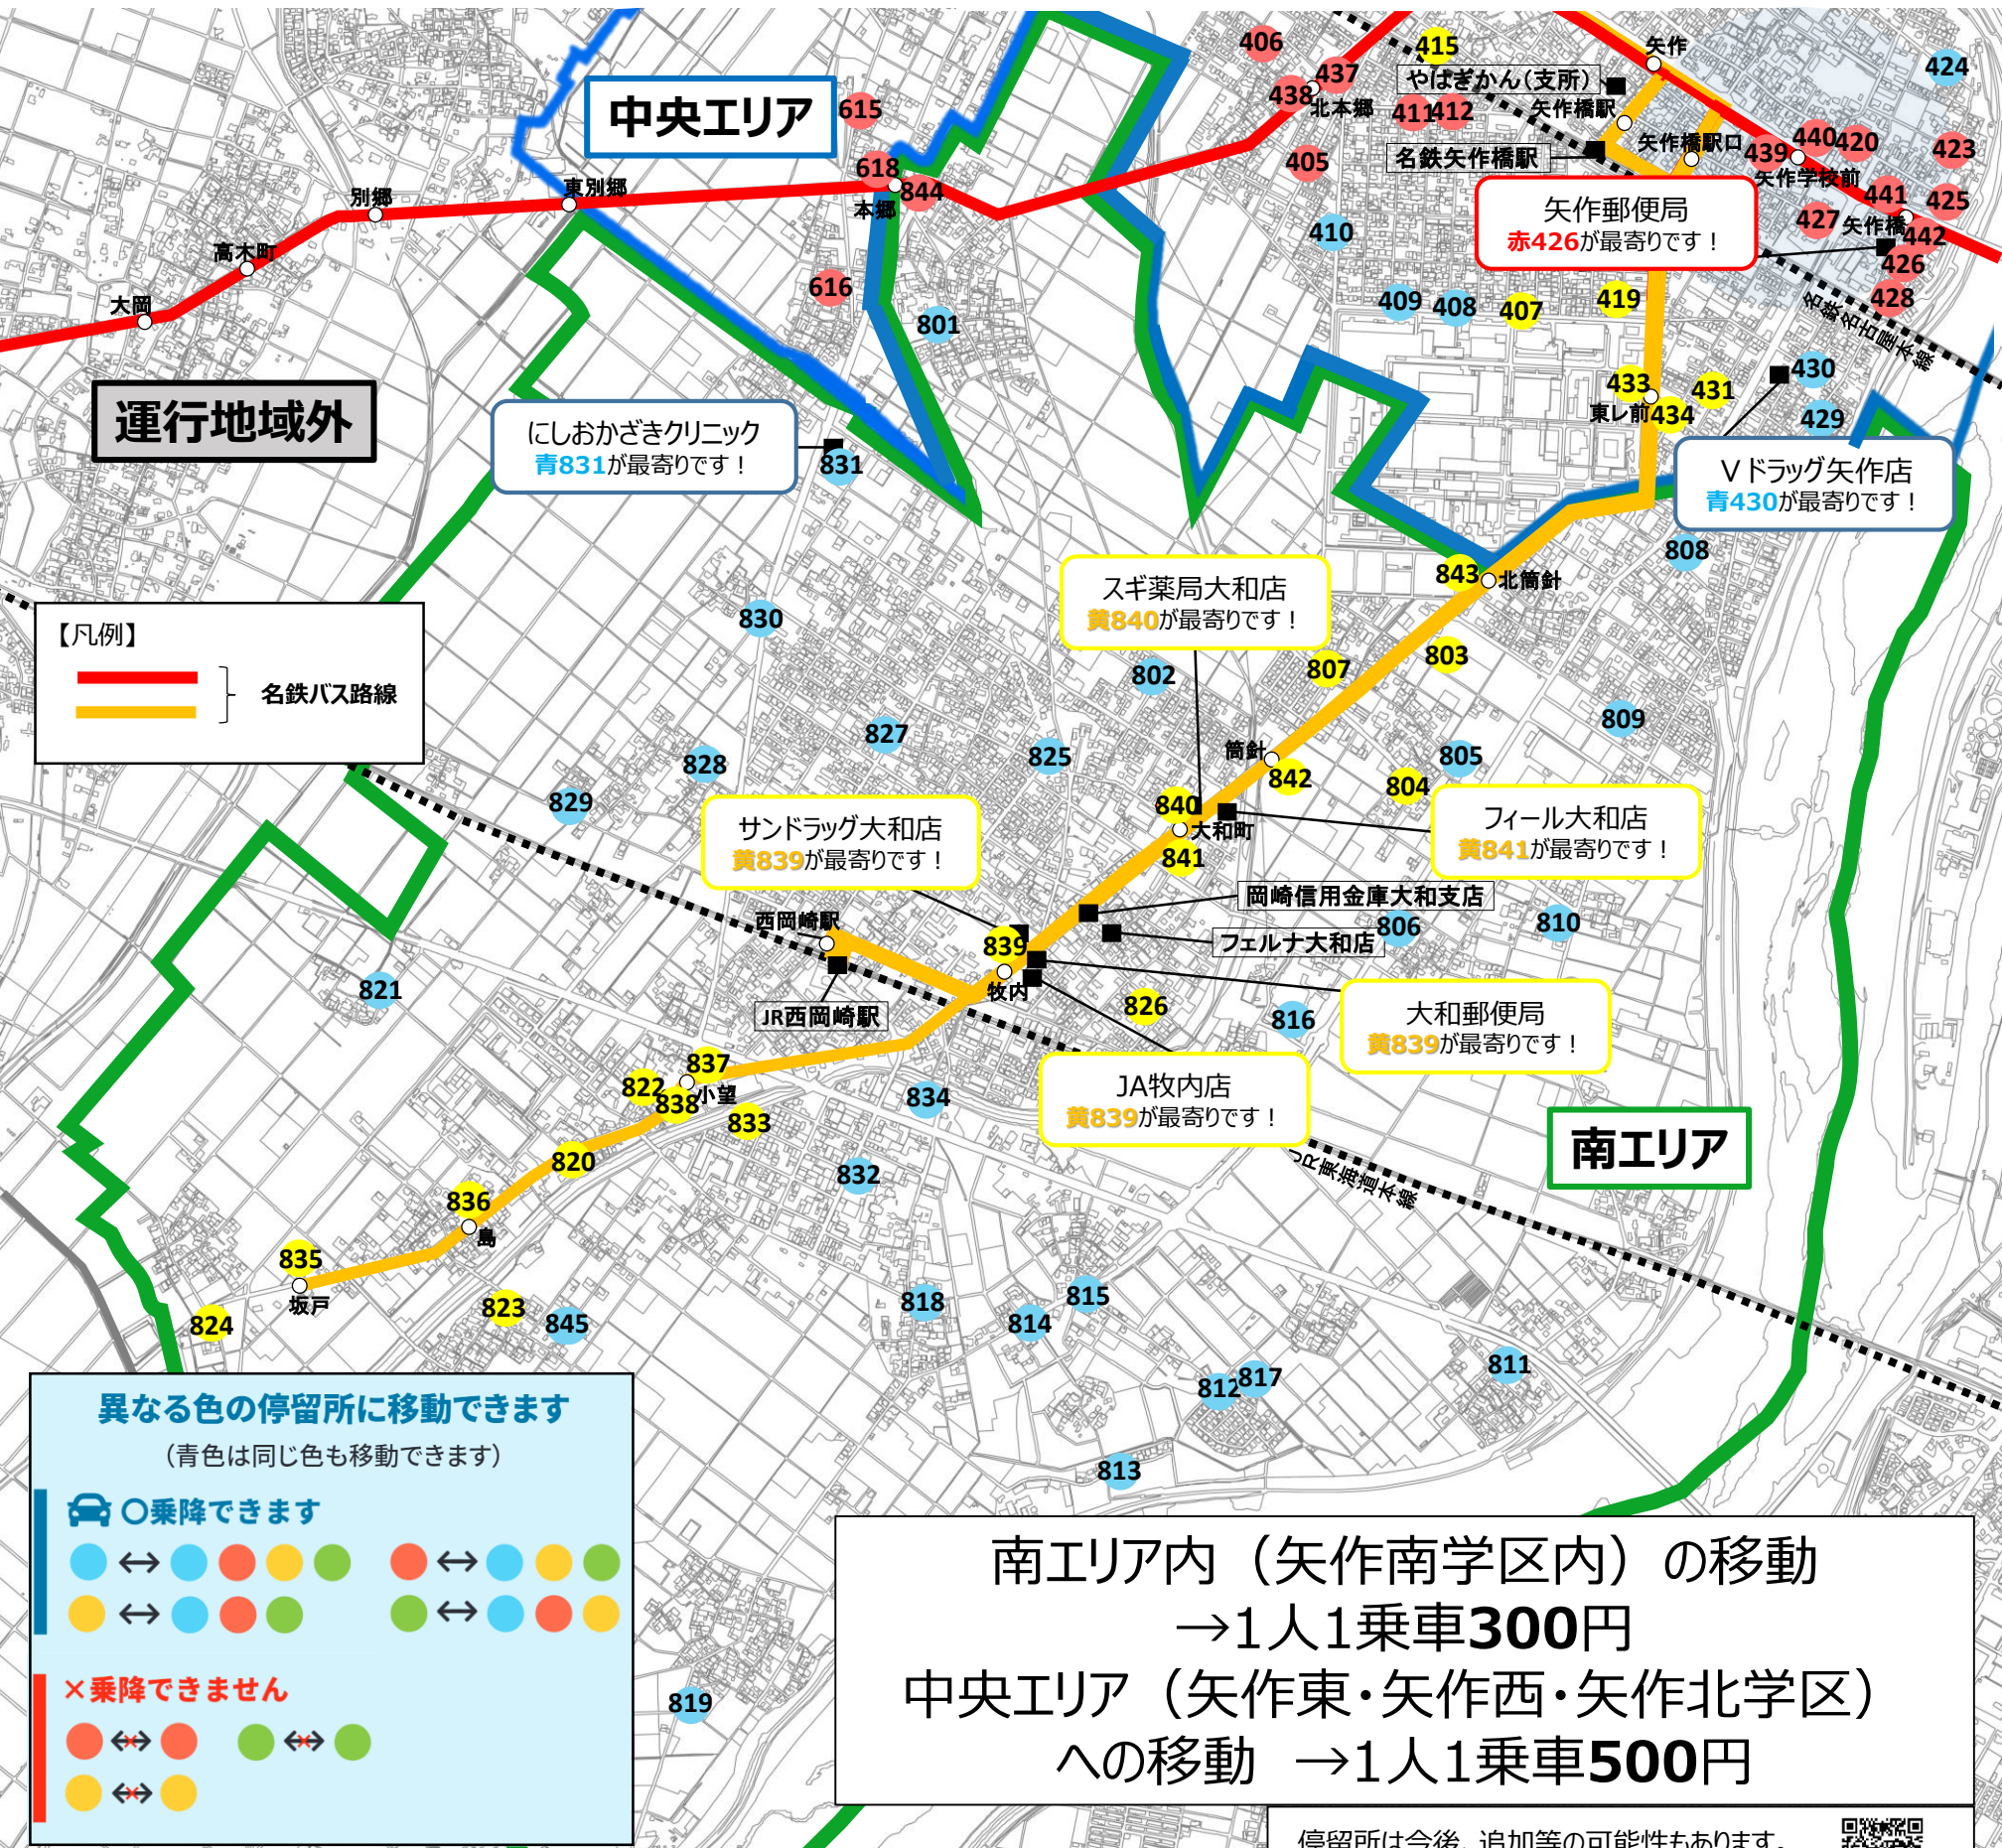 406
415
矢作
424
437
やはぎかん(支所)
438
北本郷
中央エリア
615
411
412
矢作橋駅
440
420
423
439
矢作橋駅口
405
名鉄矢作橋駅
矢作学校前
618
844
本郷
東別郷
別郷
441
425
矢作郵便局
赤426が最寄りです！
427
矢作橋
442
410
426
高木町
616
409
408
407
419
428
大岡
801
名鉄名古屋本線
433
431
430
東レ前
434
429
運行地域外
にしおかざきクリニック
青831が最寄りです！
831
Ｖドラッグ矢作店
青430が最寄りです！
808
843
北筒針
スギ薬局大和店
黄840が最寄りです！
830
【凡例】
名鉄バス路線
807
803
802
809
827
828
825
筒針
842
805
804
829
840
大和町
841
サンドラッグ大和店
黄839が最寄りです！
フィール大和店
黄841が最寄りです！
岡崎信用金庫大和支店
西岡崎駅
806
810
839
フェルナ大和店
牧内
821
JR西岡崎駅
826
816
大和郵便局
黄839が最寄りです！
837
822
838
小望
833
834
JA牧内店
黄839が最寄りです！
南エリア
820
832
JR東海道本線
836
島
835
坂戸
824
823
845
818
814
815
811
812
817
813
819
異なる色の停留所に移動できます
（青色は同じ色も移動できます）
〇乗降できます
×乗降できません
南エリア内（矢作南学区内）の移動
→1人1乗車300円
中央エリア（矢作東・矢作西・矢作北学区）
への移動　→1人1乗車500円
停留所は今後、追加等の可能性もあります。